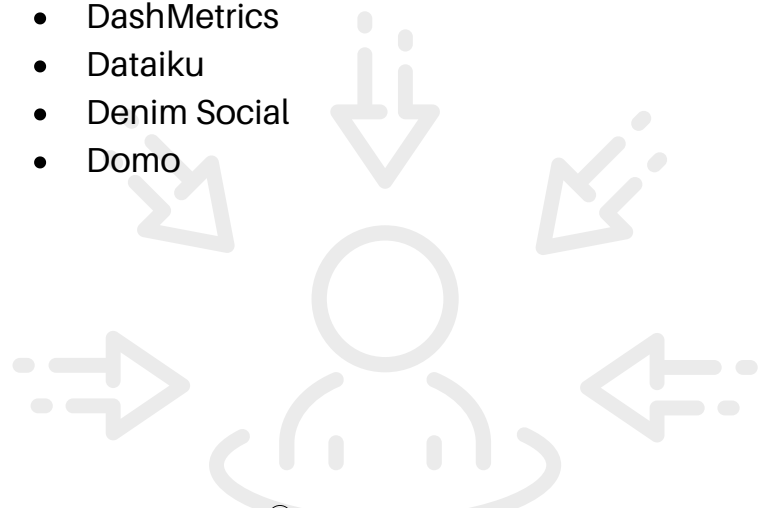 • DashMetrics
• Dataiku
• Denim Social
• Domo